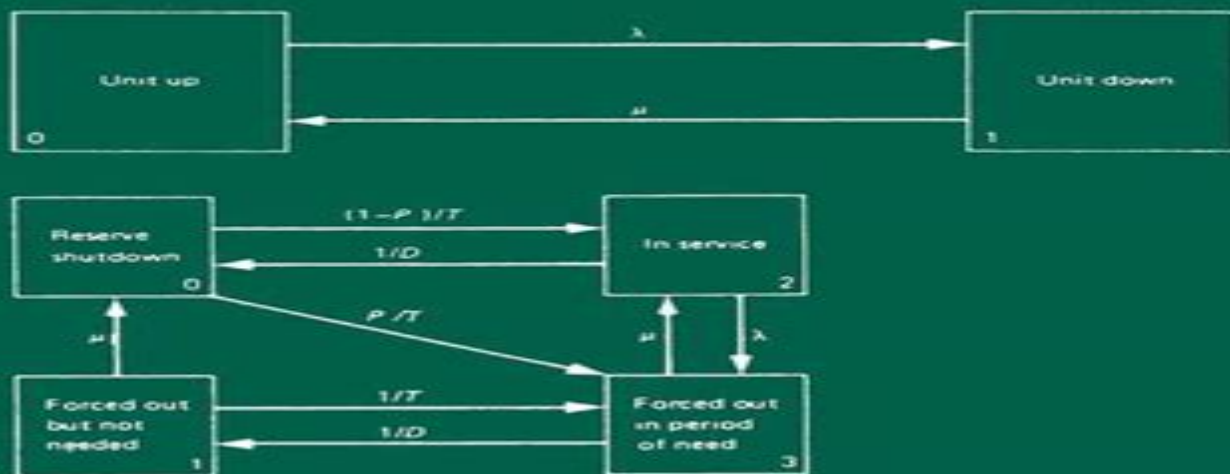 λ
Unit up
Unit down
μ
0
1
(1-P)/T
Reserve
shutdown
In service
1/D
0
2
P/T
μ
μ
λ
Forced out
but not
needed
1/T
Forced out
in period
of need
1/D
1
3